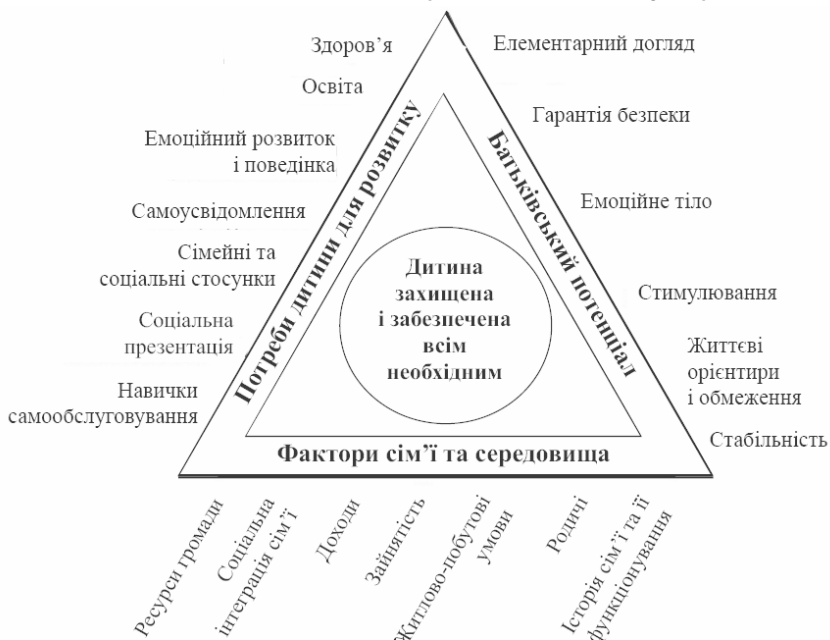 Здоров’я
Освіта
Емоційний розвиток
і поведінка
Самоусвідомлення
Сімейні та
соціальні стосунки
Соціальна
презентація
Навички
самообслуговування
Потреби дитини для розвитку
Дитина
захищена
і забезпечена
всім
необхідним
Батьківський потенціал
Елементарний догляд
Гарантія безпеки
Емоційне тіло
Стимулювання
Життєві
орієнтири
і обмеження
Стабільність
Фактори сім’ї та середовища
Ресурси громади
Соціальна
інтеграція сім’ї
Доходи
Зайнятість
Житлово-побутові
умови
Родичі
Історія сім’ї та її
функціонування